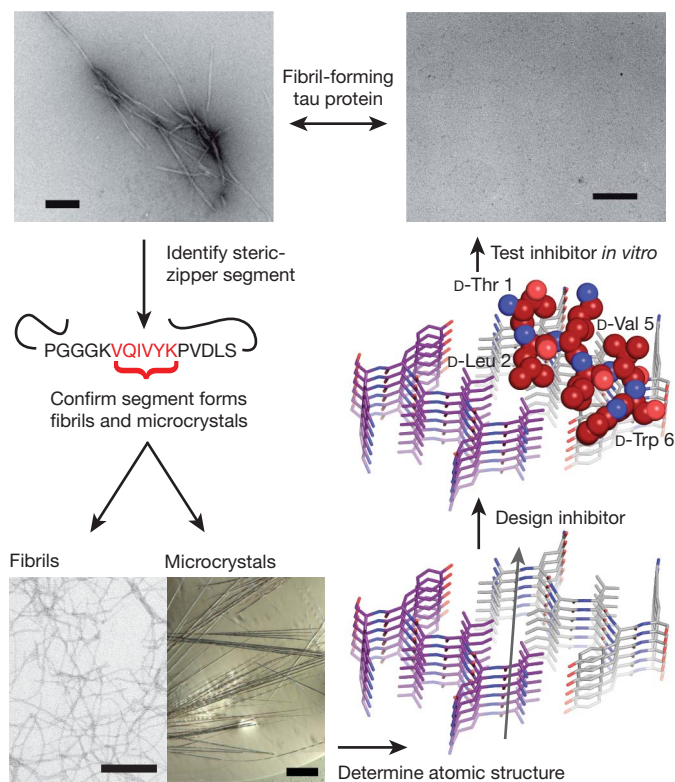 Fibril-forming
tau protein
Identify steric-
zipper segment
PGGGKVQIVYKPVDLS
Confirm segment forms
fibrils and microcrystals
Fibrils
Microcrystals
Determine atomic structure
Design inhibitor
D-Thr 1
D-Leu 2
D-Val 5
D-Trp 6
Test inhibitor in vitro